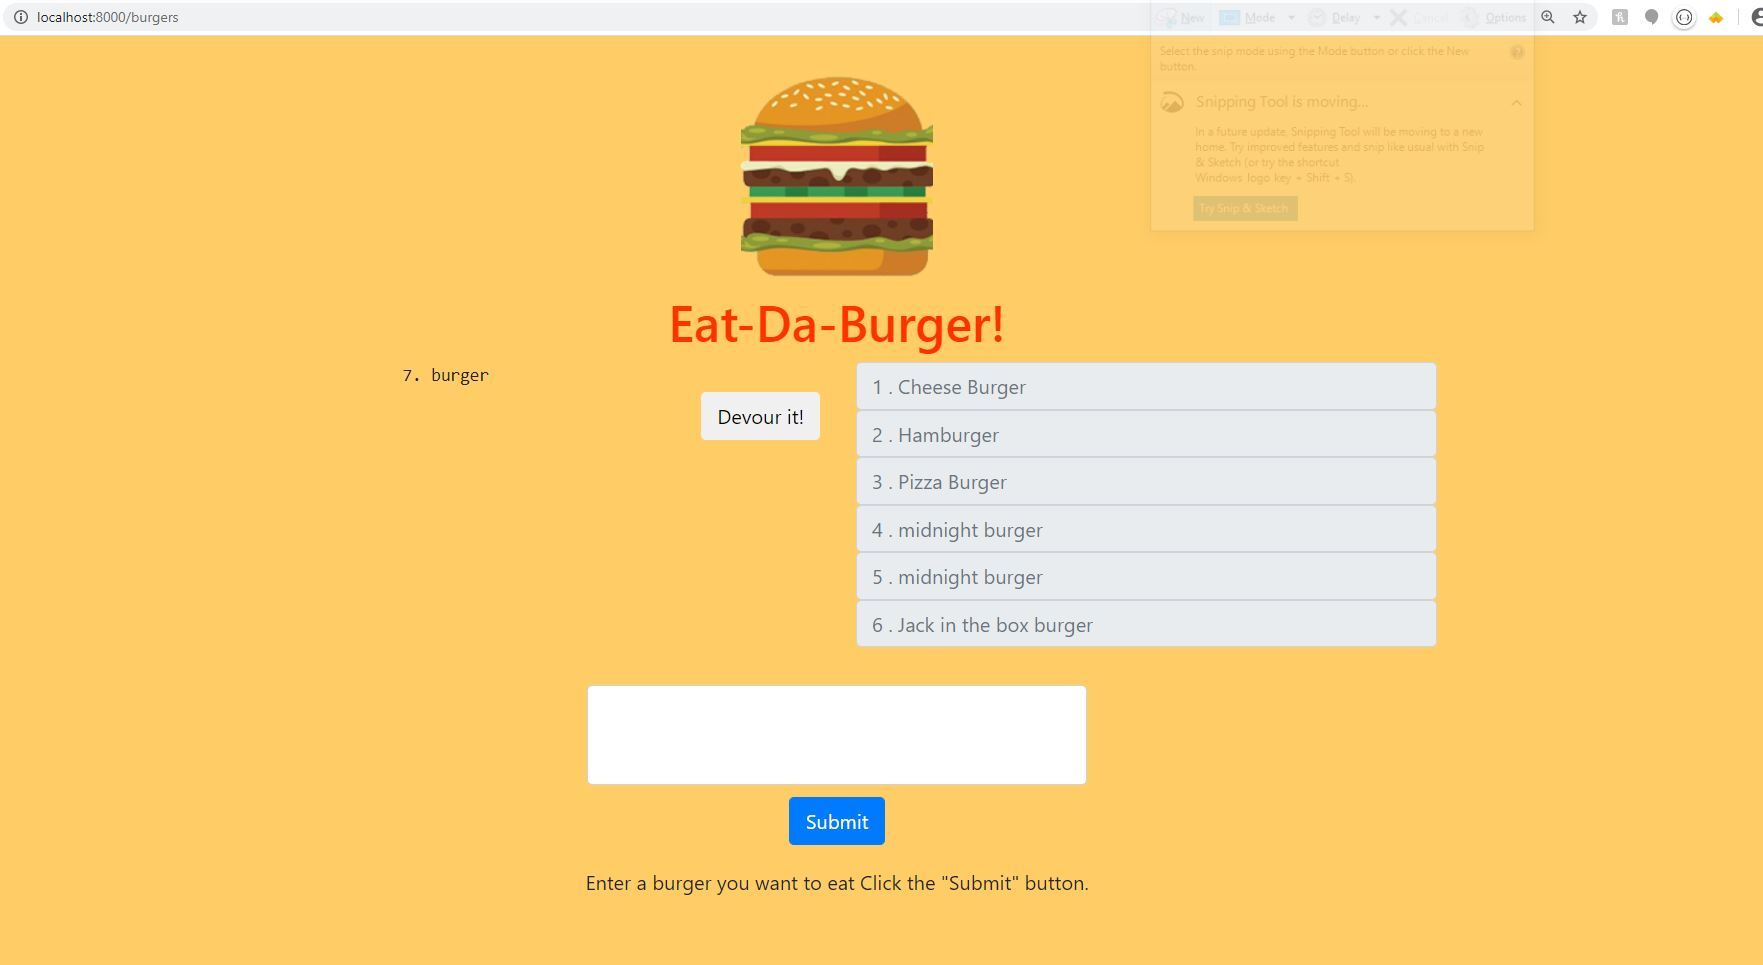 localhost:8000/burgers
New Mode Delay Cancel Options
Select the snip mode using the Mode button or click the New
button.
Snipping Tool is moving...
In a future update, Snipping Tool will be moving to a new
home. Try improved features and snip like usual with Snip
& Sketch (or try the shortcut
Windows logo key + Shift + S).
Try Snip & Sketch
Eat-Da-Burger!
7. burger
Devour it!
1 . Cheese Burger
2 . Hamburger
3 . Pizza Burger
4 . midnight burger
5 . midnight burger
6 . Jack in the box burger
Submit
Enter a burger you want to eat Click the "Submit" button.